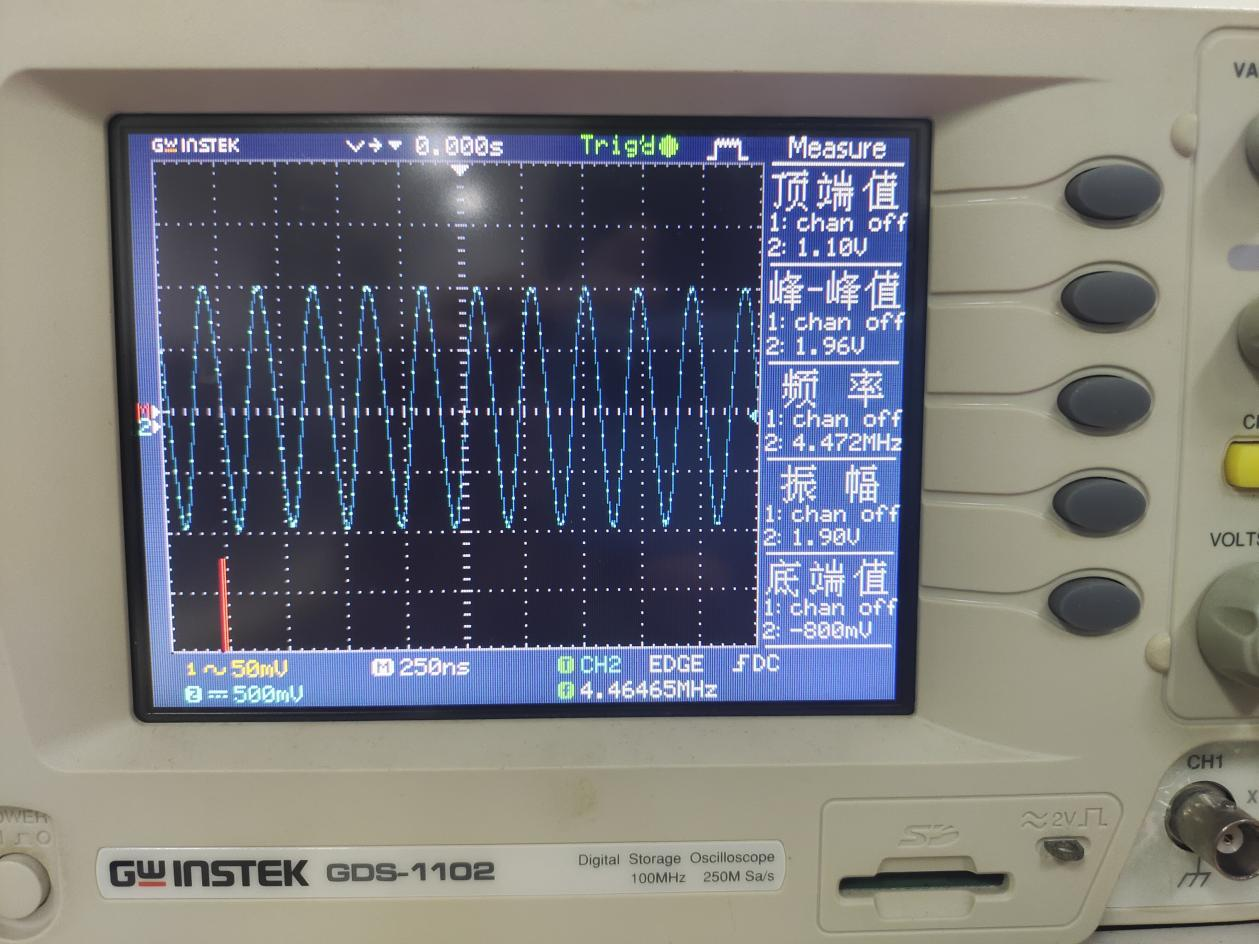 GW INSTEK 0.000s Trig'd Measure
顶端值
1: chan off
2: 1.10V
峰-峰值
1: chan off
2: 1.96V
频率
1: chan off
2: 4.472MHz
振幅
1: chan off
2: 1.90V
底端值
1: chan off
2: -800mV
M
2
1 50mV M 250ns T CH2 EDGE DC
2 500mV f 4.46465MHz
VA
VOLTS
CH1
X
POWER
GW INSTEK GDS-1102 Digital Storage Oscilloscope
100MHz 250M Sa/s
SD
≈2V